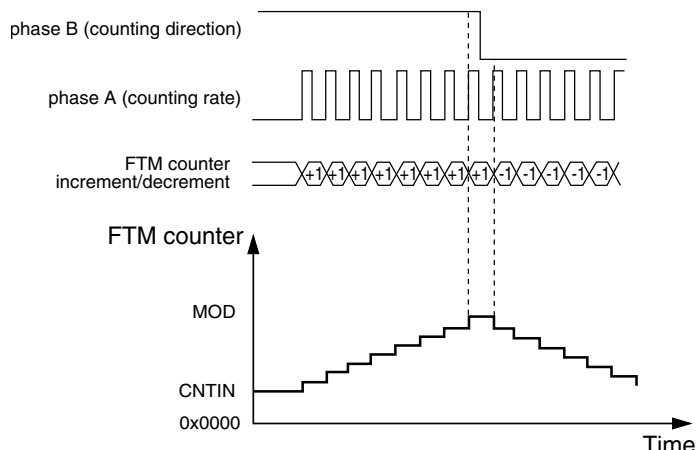 phase B (counting direction)
phase A (counting rate)
FTM counter
increment/decrement
+1 +1 +1 +1 +1 +1 +1 +1 -1 -1 -1 -1 -1
FTM counter
MOD
CNTIN
0x0000
Time